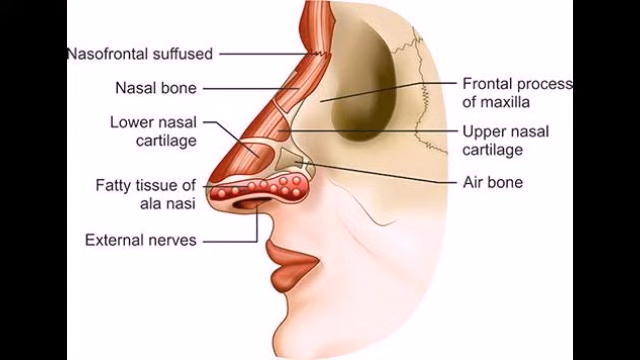 Nasofrontal suffused
Nasal bone
Lower nasal
cartilage
Fatty tissue of
ala nasi
External nerves
Frontal process
of maxilla
Upper nasal
cartilage
Air bone